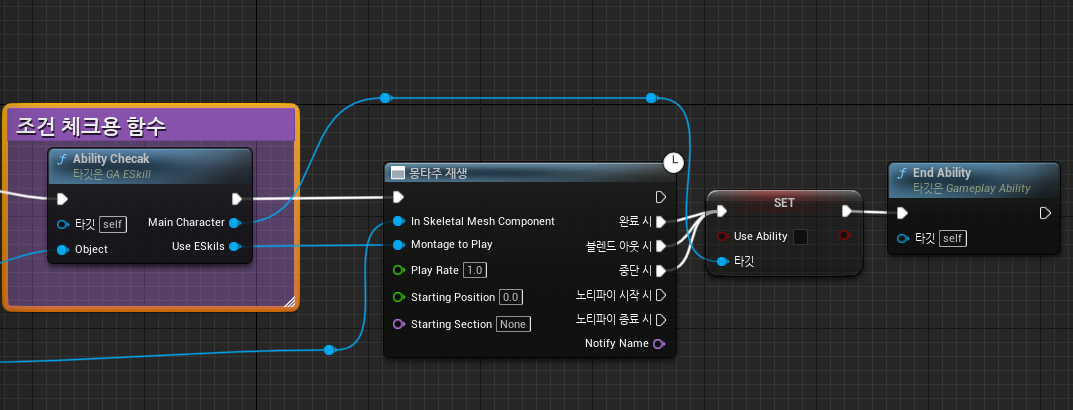 조건 체크용 함수
Ability Checak
타깃은 GA ESkill
타깃 self
Main Character
Object
Use ESkils
몽타주 재생
In Skeletal Mesh Component
완료 시
Montage to Play
블렌드 아웃 시
Play Rate 1.0
중단 시
Starting Position 0.0
노티파이 시작 시
Starting Section None
노티파이 종료 시
Notify Name
SET
Use Ability
타깃
End Ability
타깃은 Gameplay Ability
타깃 self